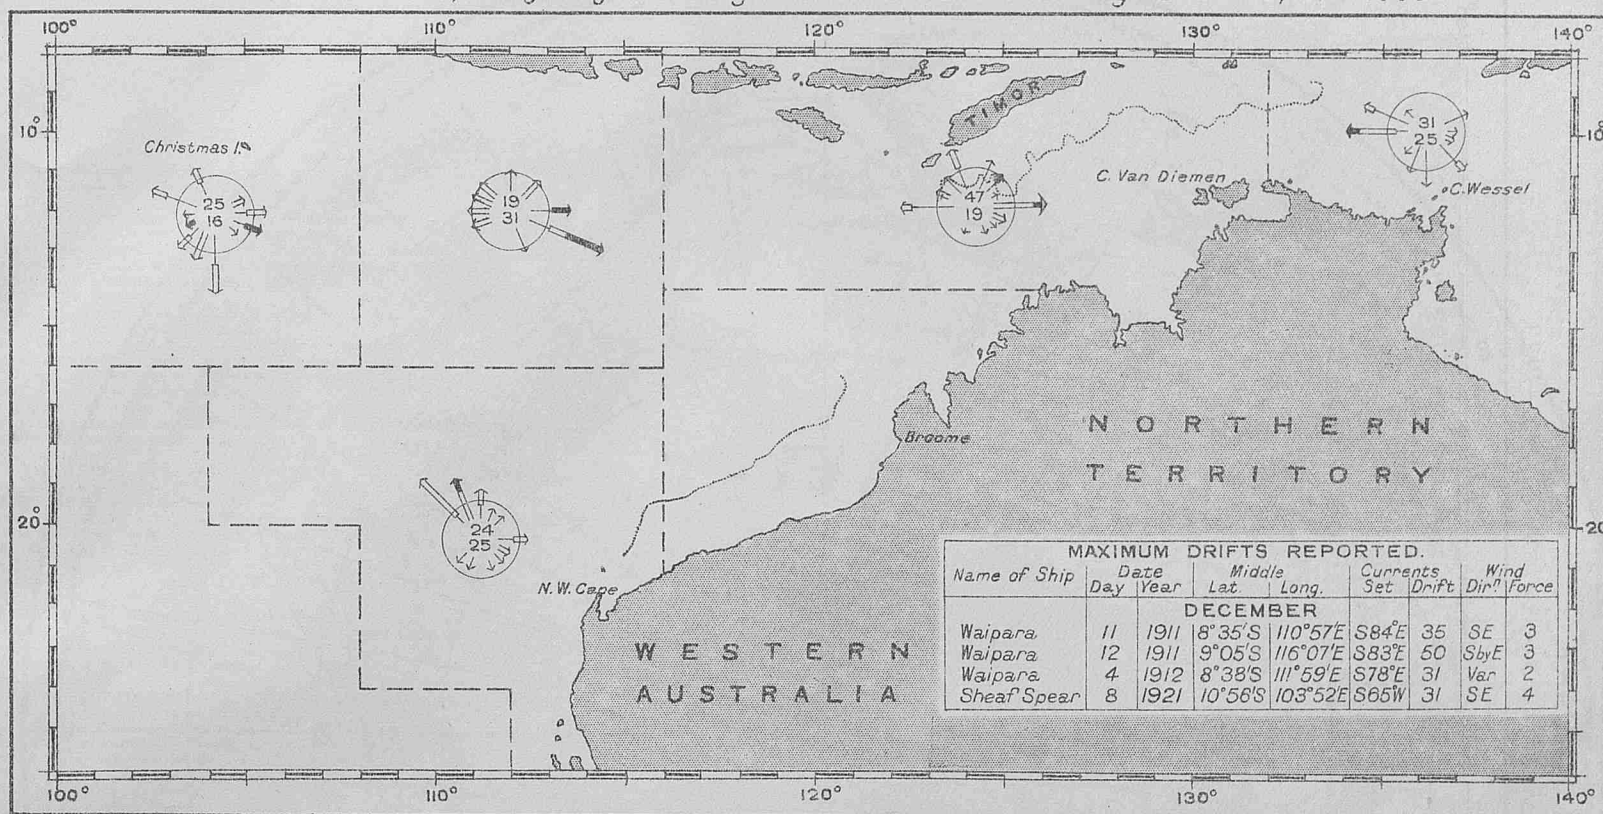 100° 110° 120° 130° 140°
10° 10°
TIMOR
Christmas I.
31
25
C. Van Diemen
C. Wessel
25
16
19
31
47
19
NORTHERN
Broome
TERRITORY
20° 20°
24
25
N.W. Cape
WESTERN
AUSTRALIA
MAXIMUM DRIFTS REPORTED.
Name of Ship Date Middle Currents Wind
Day Year Lat. Long. Set Drift Dirⁿ Force
DECEMBER
Waipara 11 1911 8°35'S 110°57'E S84°E 35 SE 3
Waipara 12 1911 9°05'S 116°07'E S83°E 50 SbyE 3
Waipara 4 1912 8°38'S 111°59'E S78°E 31 Var 2
Sheaf Spear 8 1921 10°56'S 103°52'E S65°W 31 SE 4
100° 110° 120° 130° 140°